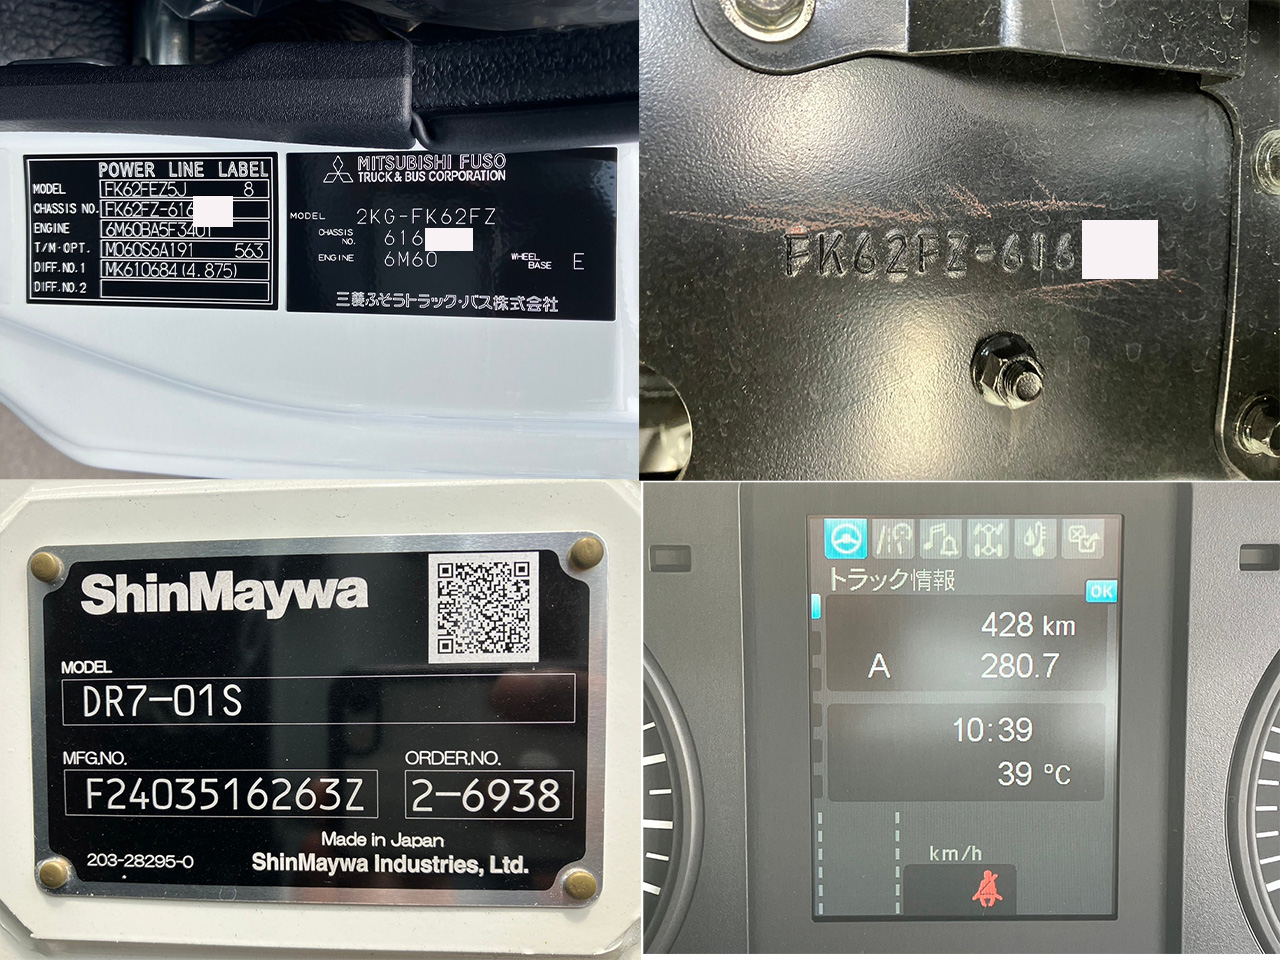 POWER LINE LABEL
MODEL FK62FEZ5J 8
CHASSIS NO. FK62FZ-616
ENGINE 6M60BA5F3401
T/M·OPT. M060S6A191 563
DIFF.NO.1 MK610684(4.875)
DIFF.NO.2
MITSUBISHI FUSO
TRUCK & BUS CORPORATION
MODEL 2KG-FK62FZ
CHASSIS NO. 616
ENGINE 6M60 WHEEL BASE E
三菱ふそうトラック・バス株式会社
FK62FZ-616
ShinMaywa
MODEL
DR7-01S
MFG.NO. ORDER.NO.
F2403516263Z 2-6938
Made in Japan
203-28295-0 ShinMaywa Industries, Ltd.
トラック情報
OK
428 km
A 280.7
10:39
39 °C
km/h